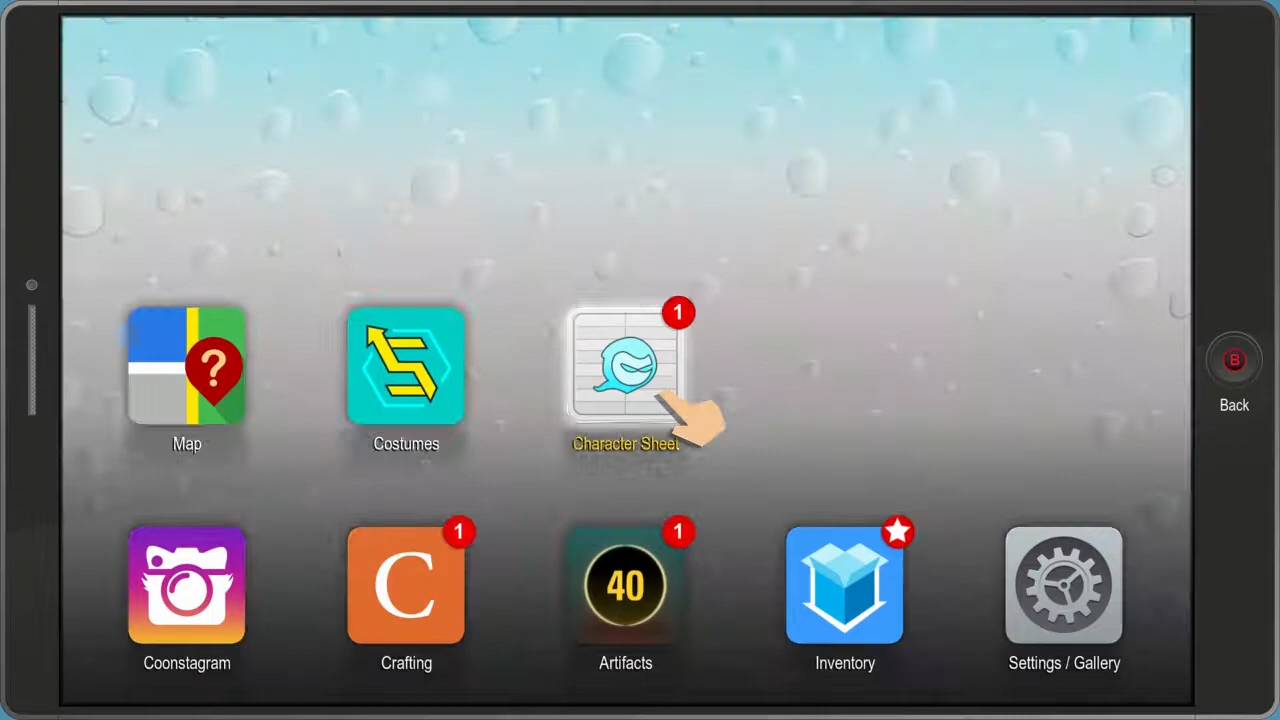 1
?
B
Back
Map
Costumes
Character Sheet
1
1
C
40
Coonstagram
Crafting
Artifacts
Inventory
Settings / Gallery